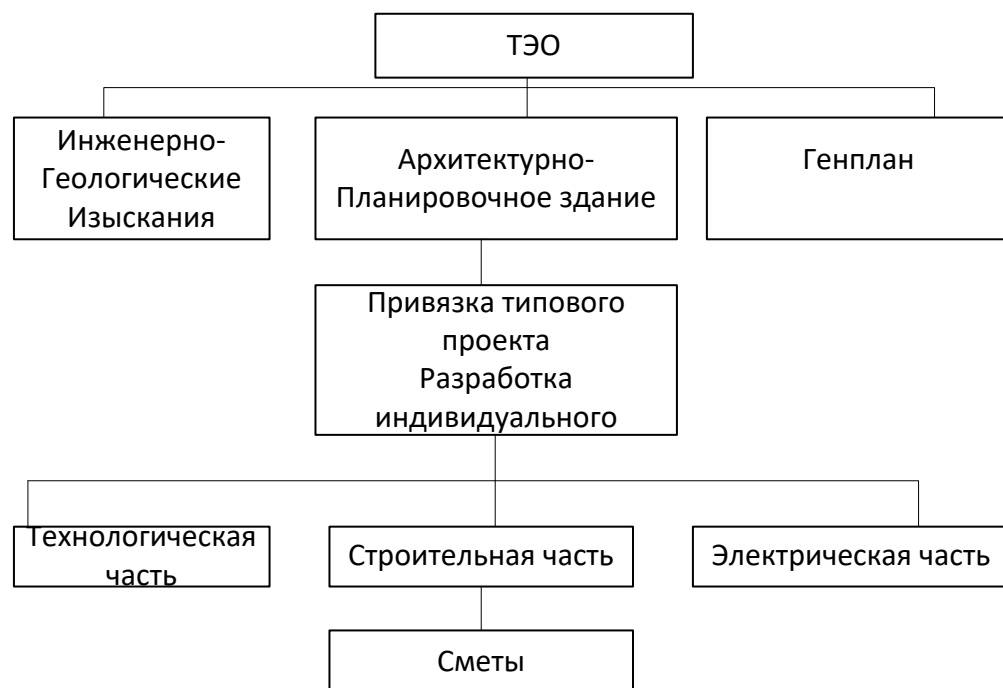 ТЭО
Инженерно-
Геологические
Изыскания
Архитектурно-
Планировочное здание
Генплан
Привязка типового
проекта
Разработка
индивидуального
Технологическая
часть
Строительная часть
Электрическая часть
Сметы